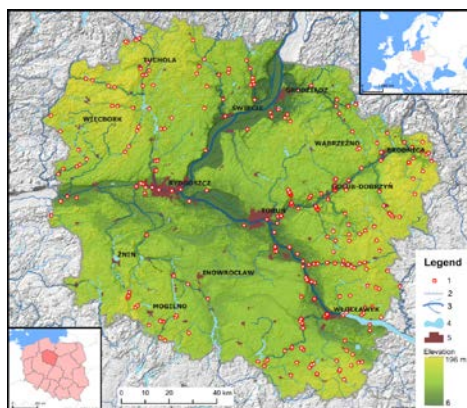 TUCHOLA
GRUDZIĄDZ
ŚWIECIE
WIĘCBORK
WĄBRZEŹNO
BRODNICA
BYDGOSZCZ
GOLUB-DOBRZYŃ
TORUŃ
ŻNIN
INOWROCŁAW
MOGILNO
WŁOCŁAWEK
Legend
1
2
3
4
5
Elevation
196 m
6
0 10 20 40 km